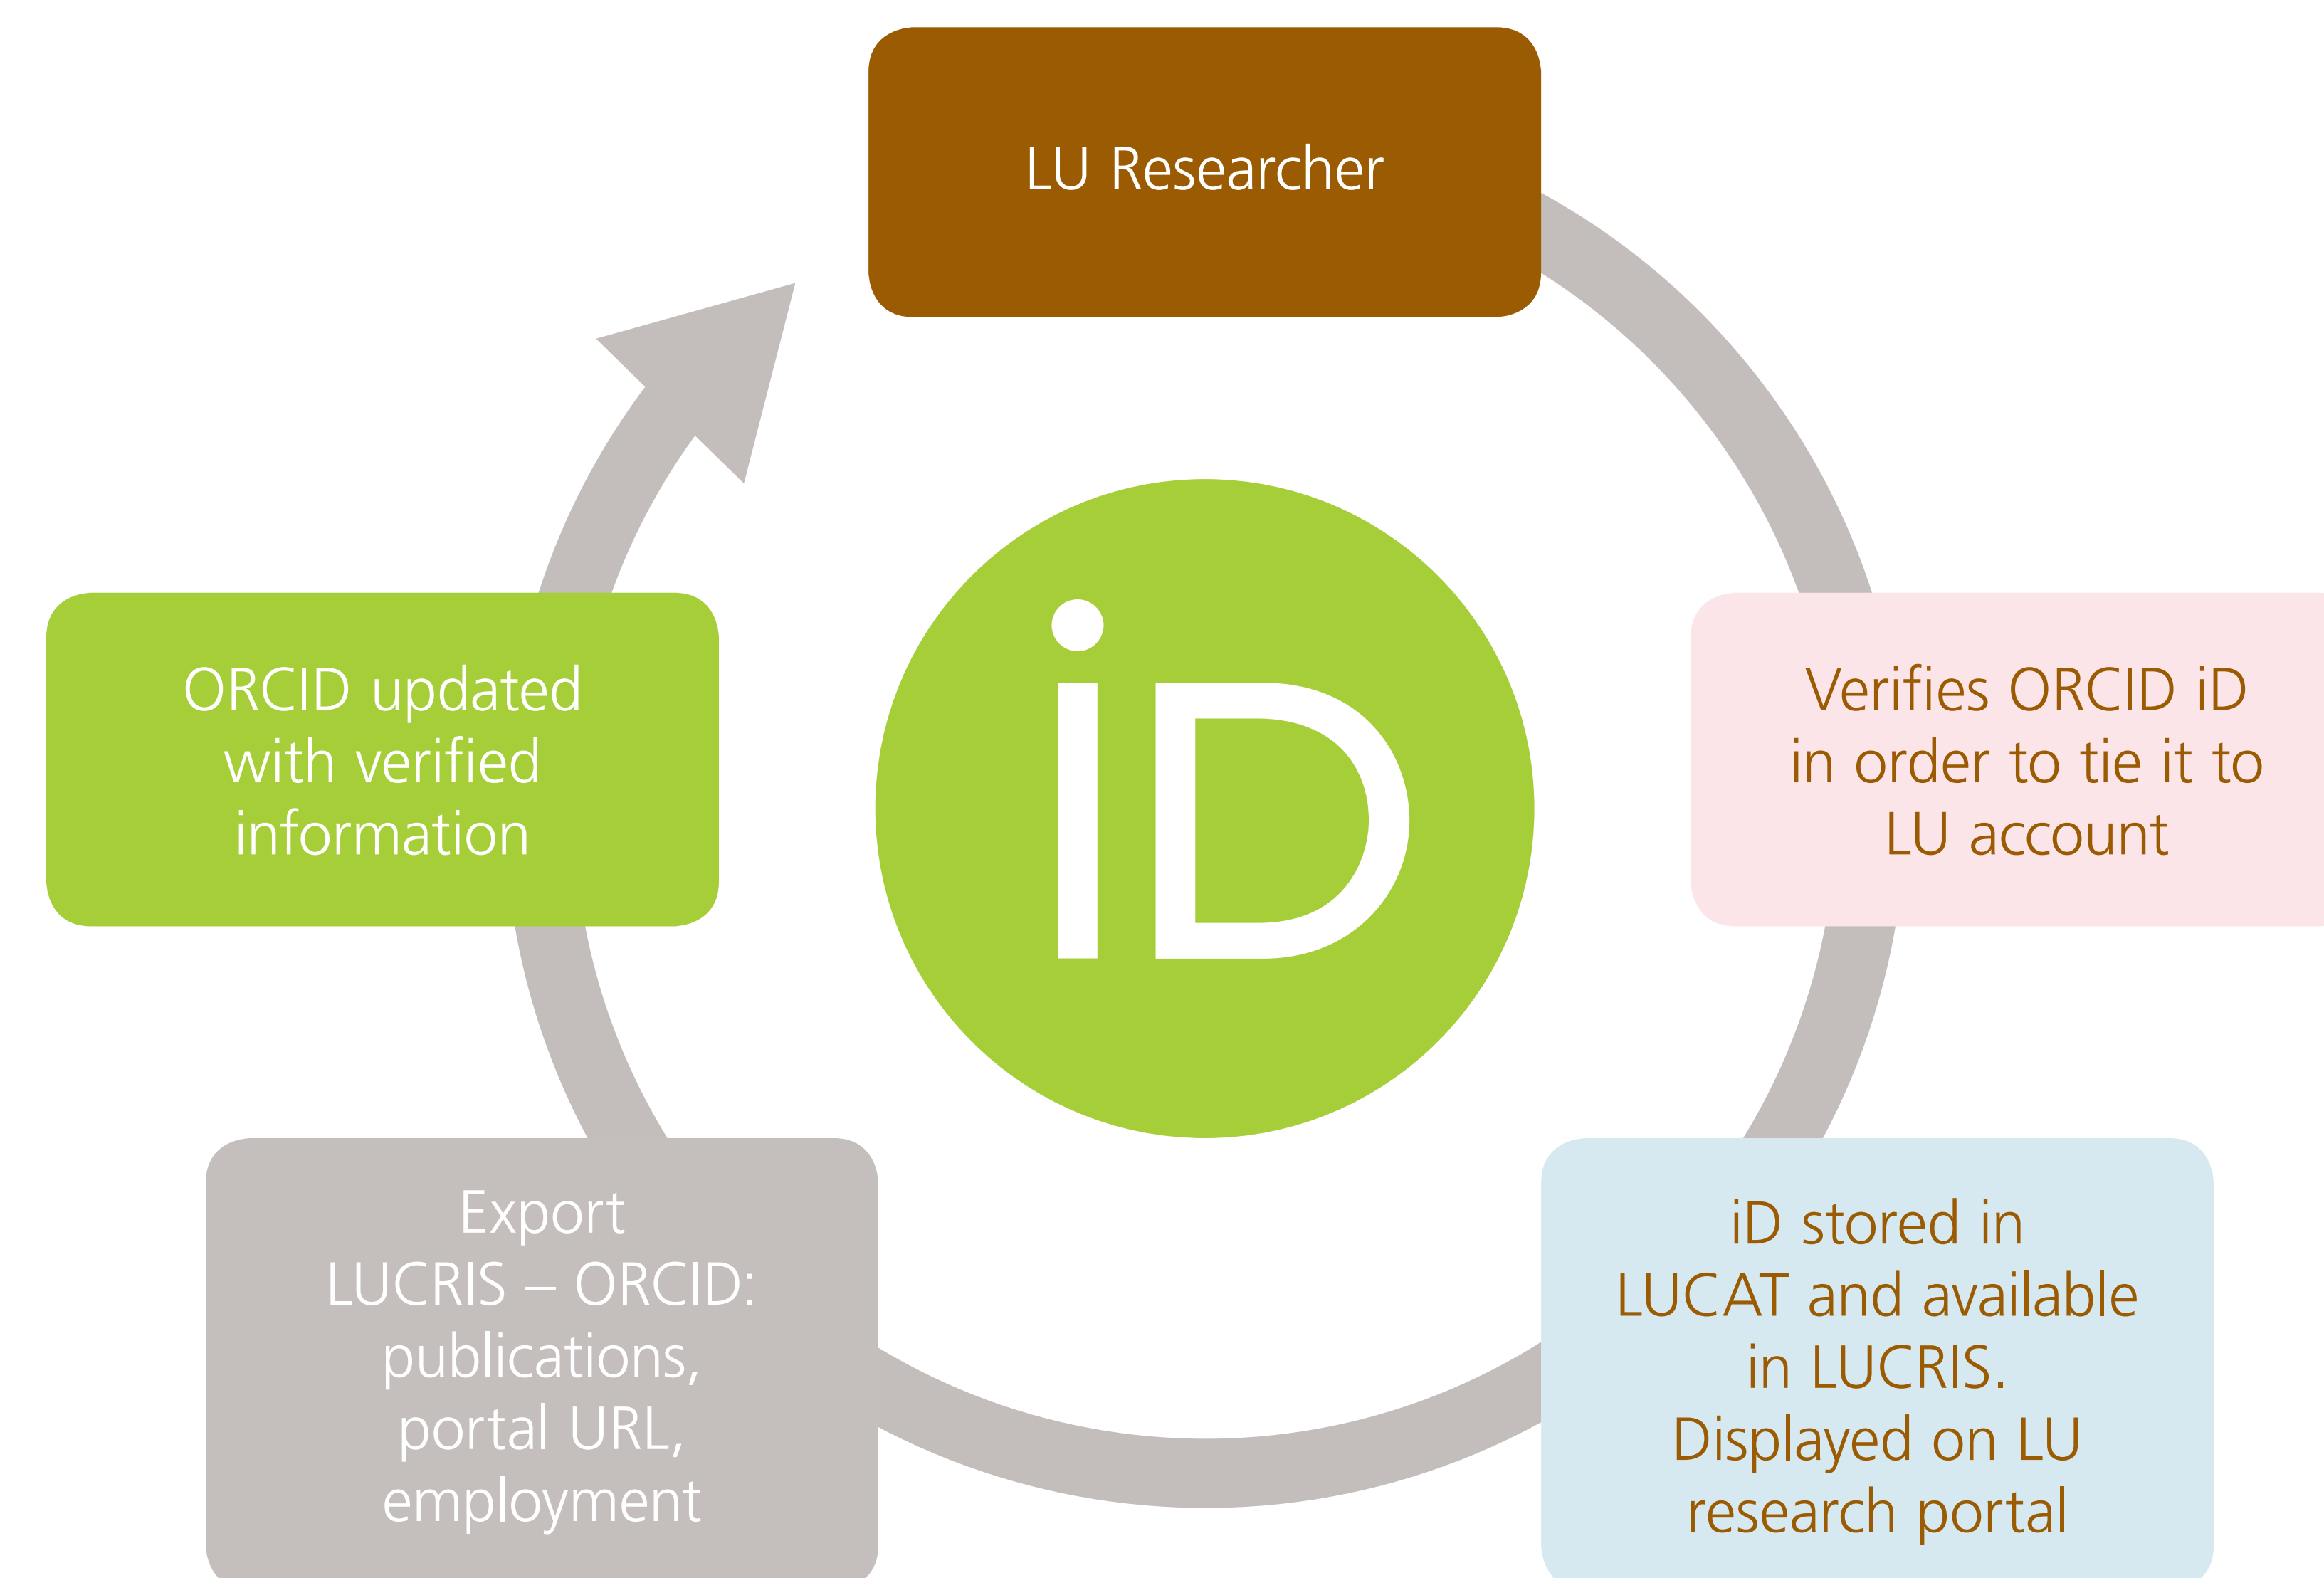 LU Researcher
Verifies ORCID iD
in order to tie it to
LU account
iD stored in
LUCAT and available
in LUCRIS.
Displayed on LU
research portal
Export
LUCRIS – ORCID:
publications,
portal URL,
employment
ORCID updated
with verified
information
iD